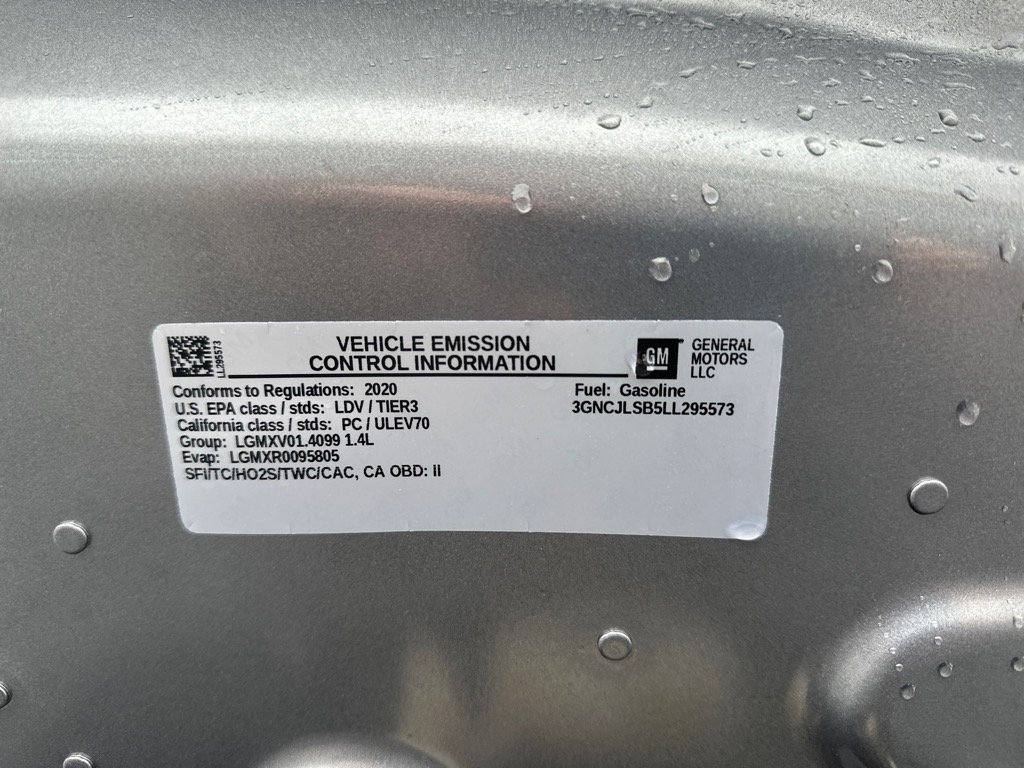 LL295573
VEHICLE EMISSION
CONTROL INFORMATION
GM
GENERAL
MOTORS
LLC
Conforms to Regulations: 2020
Fuel: Gasoline
U.S. EPA class / stds: LDV / TIER3
3GNCJLSB5LL295573
California class / stds: PC / ULEV70
Group: LGMXV01.4099 1.4L
Evap: LGMXR0095805
SFI/TC/HO2S/TWC/CAC, CA OBD: II